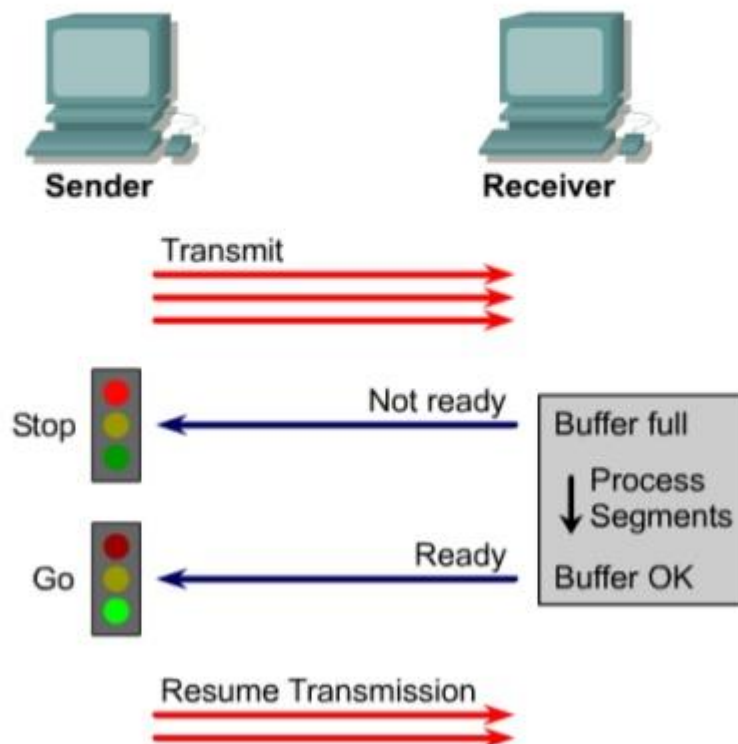 Sender
Receiver
Transmit
Stop
Not ready
Buffer full
Process
Segments
Go
Ready
Buffer OK
Resume Transmission